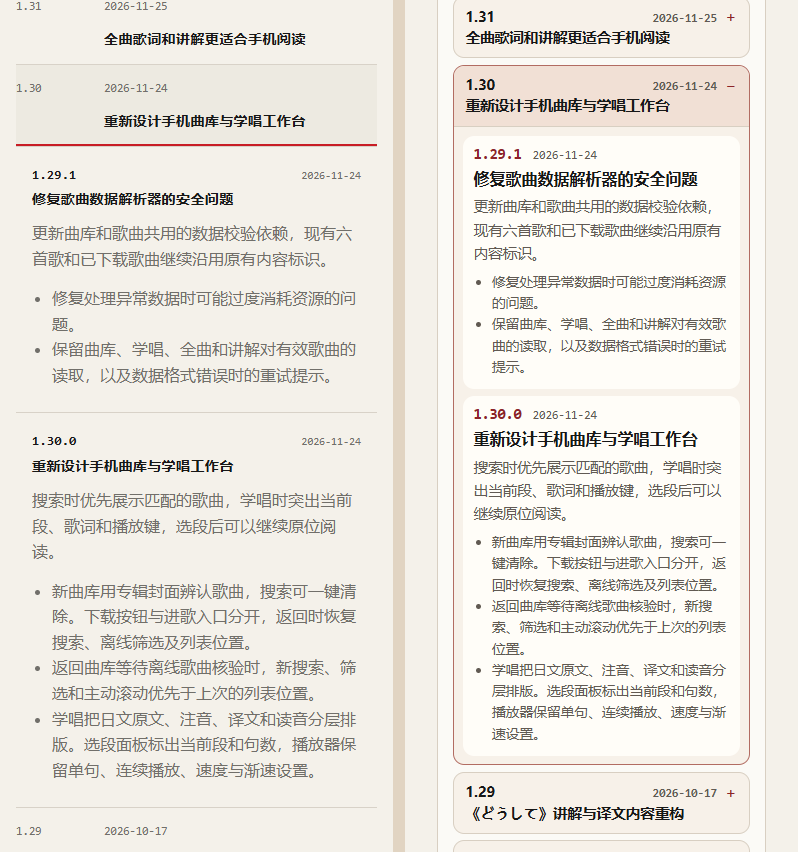 1.31 2026-11-25
全曲歌词和讲解更适合手机阅读
1.30 2026-11-24
重新设计手机曲库与学唱工作台
1.29.1 2026-11-24
修复歌曲数据解析器的安全问题
更新曲库和歌曲共用的数据校验依赖，现有六
首歌和已下载歌曲继续沿用原有内容标识。
• 修复处理异常数据时可能过度消耗资源的问
题。
• 保留曲库、学唱、全曲和讲解对有效歌曲的
读取，以及数据格式错误时的重试提示。
1.30.0 2026-11-24
重新设计手机曲库与学唱工作台
搜索时优先展示匹配的歌曲，学唱时突出当前
段、歌词和播放键，选段后可以继续原位阅
读。
• 新曲库用专辑封面辨认歌曲，搜索可一键清
除。下载按钮与进歌入口分开，返回时恢复
搜索、离线筛选及列表位置。
• 返回曲库等待离线歌曲核验时，新搜索、筛
选和主动滚动优先于上次的列表位置。
• 学唱把日文原文、注音、译文和读音分层排
版。选段面板标出当前段和句数，播放器保
留单句、连续播放、速度与渐速设置。
1.29 2026-10-17
1.31 2026-11-25 +
全曲歌词和讲解更适合手机阅读
1.30 2026-11-24 −
重新设计手机曲库与学唱工作台
1.29.1 2026-11-24
修复歌曲数据解析器的安全问题
更新曲库和歌曲共用的数据校验依赖，
现有六首歌和已下载歌曲继续沿用原有
内容标识。
• 修复处理异常数据时可能过度消耗资源
的问题。
• 保留曲库、学唱、全曲和讲解对有效歌
曲的读取，以及数据格式错误时的重试
提示。
1.30.0 2026-11-24
重新设计手机曲库与学唱工作台
搜索时优先展示匹配的歌曲，学唱时突
出当前段、歌词和播放键，选段后可以
继续原位阅读。
• 新曲库用专辑封面辨认歌曲，搜索可一
键清除。下载按钮与进歌入口分开，返
回时恢复搜索、离线筛选及列表位置。
• 返回曲库等待离线歌曲核验时，新搜
索、筛选和主动滚动优先于上次的列表
位置。
• 学唱把日文原文、注音、译文和读音分
层排版。选段面板标出当前段和句数，
播放器保留单句、连续播放、速度与渐
速设置。
1.29 2026-10-17 +
《どうして》讲解与译文内容重构